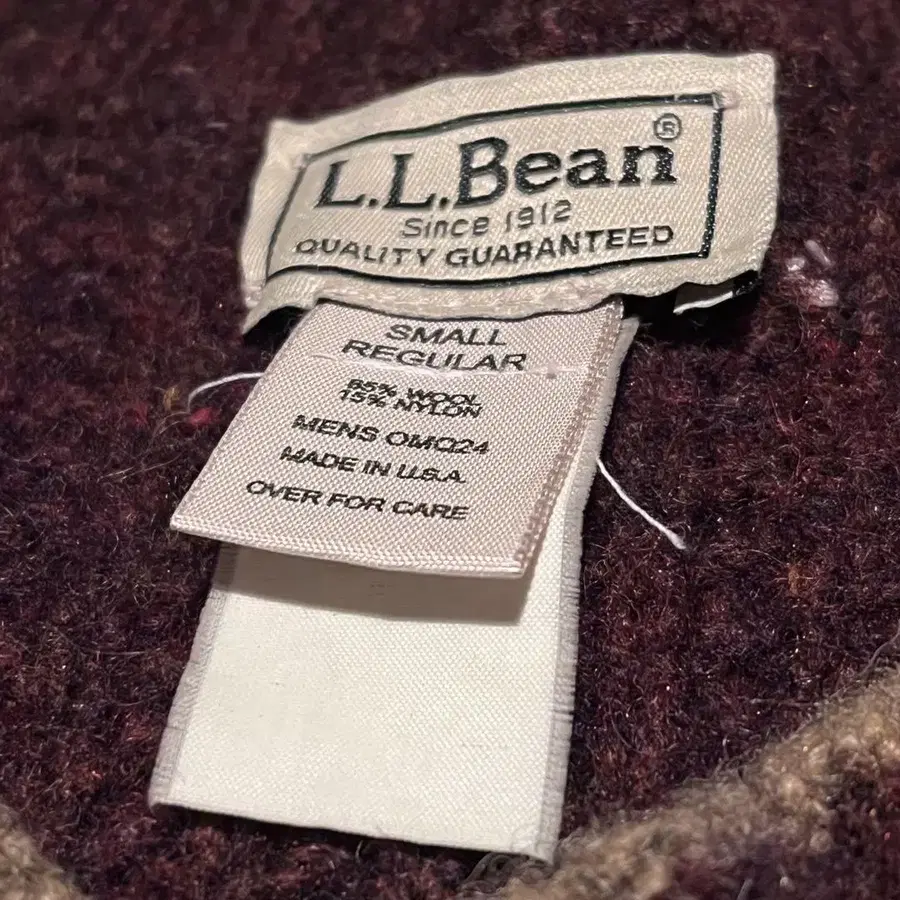 L.L.Bean®
Since 1912
QUALITY GUARANTEED
SMALL
REGULAR
85% WOOL
15% NYLON
MENS OMQ24
MADE IN U.S.A.
OVER FOR CARE